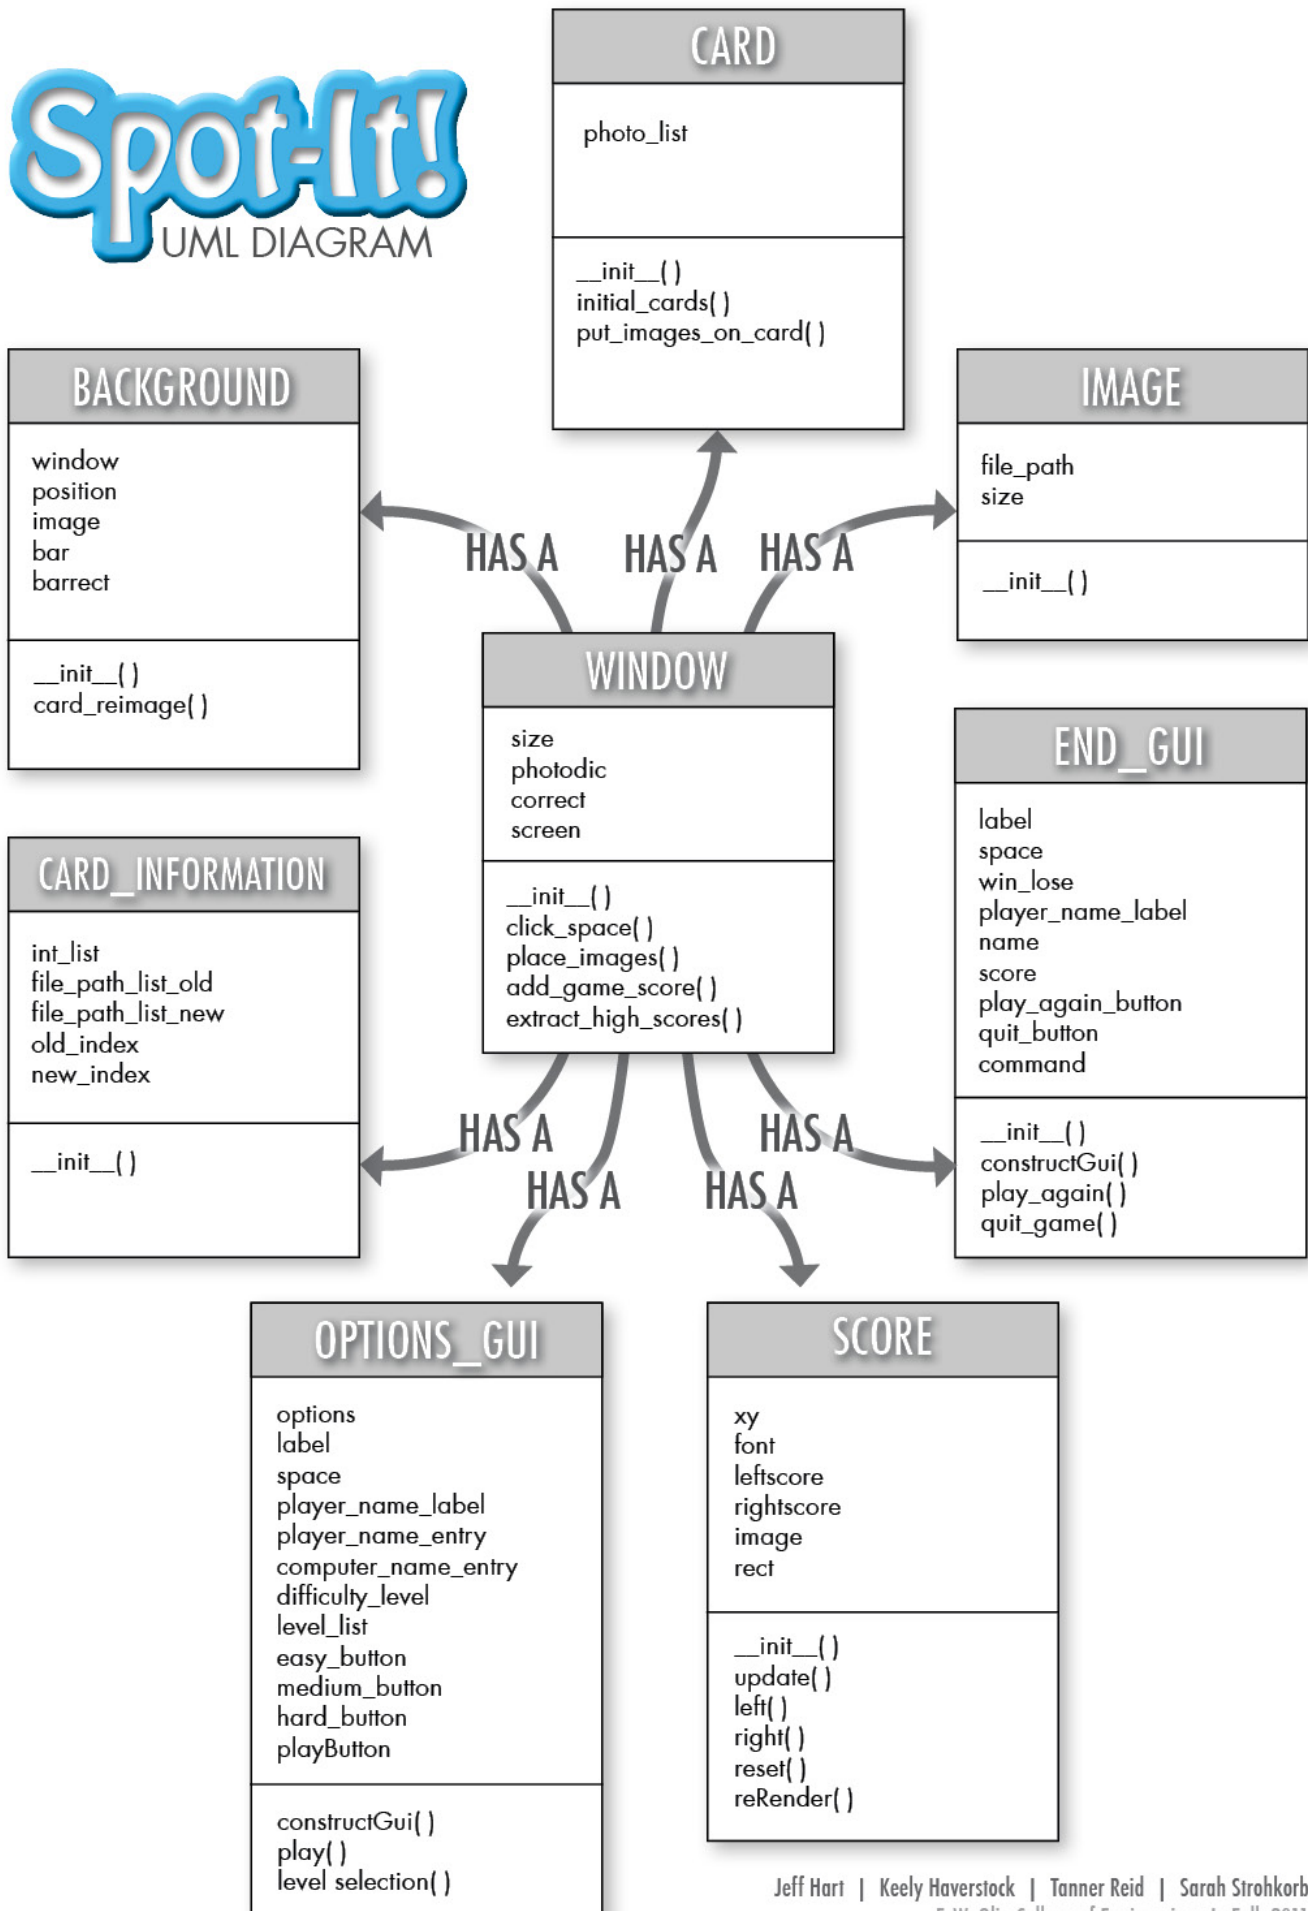 Spot-It!
UML DIAGRAM
CARD
photo_list
__init__( )
initial_cards( )
put_images_on_card( )
BACKGROUND
window
position
image
bar
barrect
__init__( )
card_reimage( )
IMAGE
file_path
size
__init__( )
HAS A
HAS A
HAS A
WINDOW
size
photodic
correct
screen
__init__( )
click_space( )
place_images( )
add_game_score( )
extract_high_scores( )
END_GUI
label
space
win_lose
player_name_label
name
score
play_again_button
quit_button
command
__init__( )
constructGui( )
play_again( )
quit_game( )
CARD_INFORMATION
int_list
file_path_list_old
file_path_list_new
old_index
new_index
__init__( )
HAS A
HAS A
HAS A
HAS A
OPTIONS_GUI
options
label
space
player_name_label
player_name_entry
computer_name_entry
difficulty_level
level_list
easy_button
medium_button
hard_button
playButton
constructGui( )
play( )
level selection( )
SCORE
xy
font
leftscore
rightscore
image
rect
__init__( )
update( )
left( )
right( )
reset( )
reRender( )
Jeff Hart | Keely Haverstock | Tanner Reid | Sarah Strohkorb